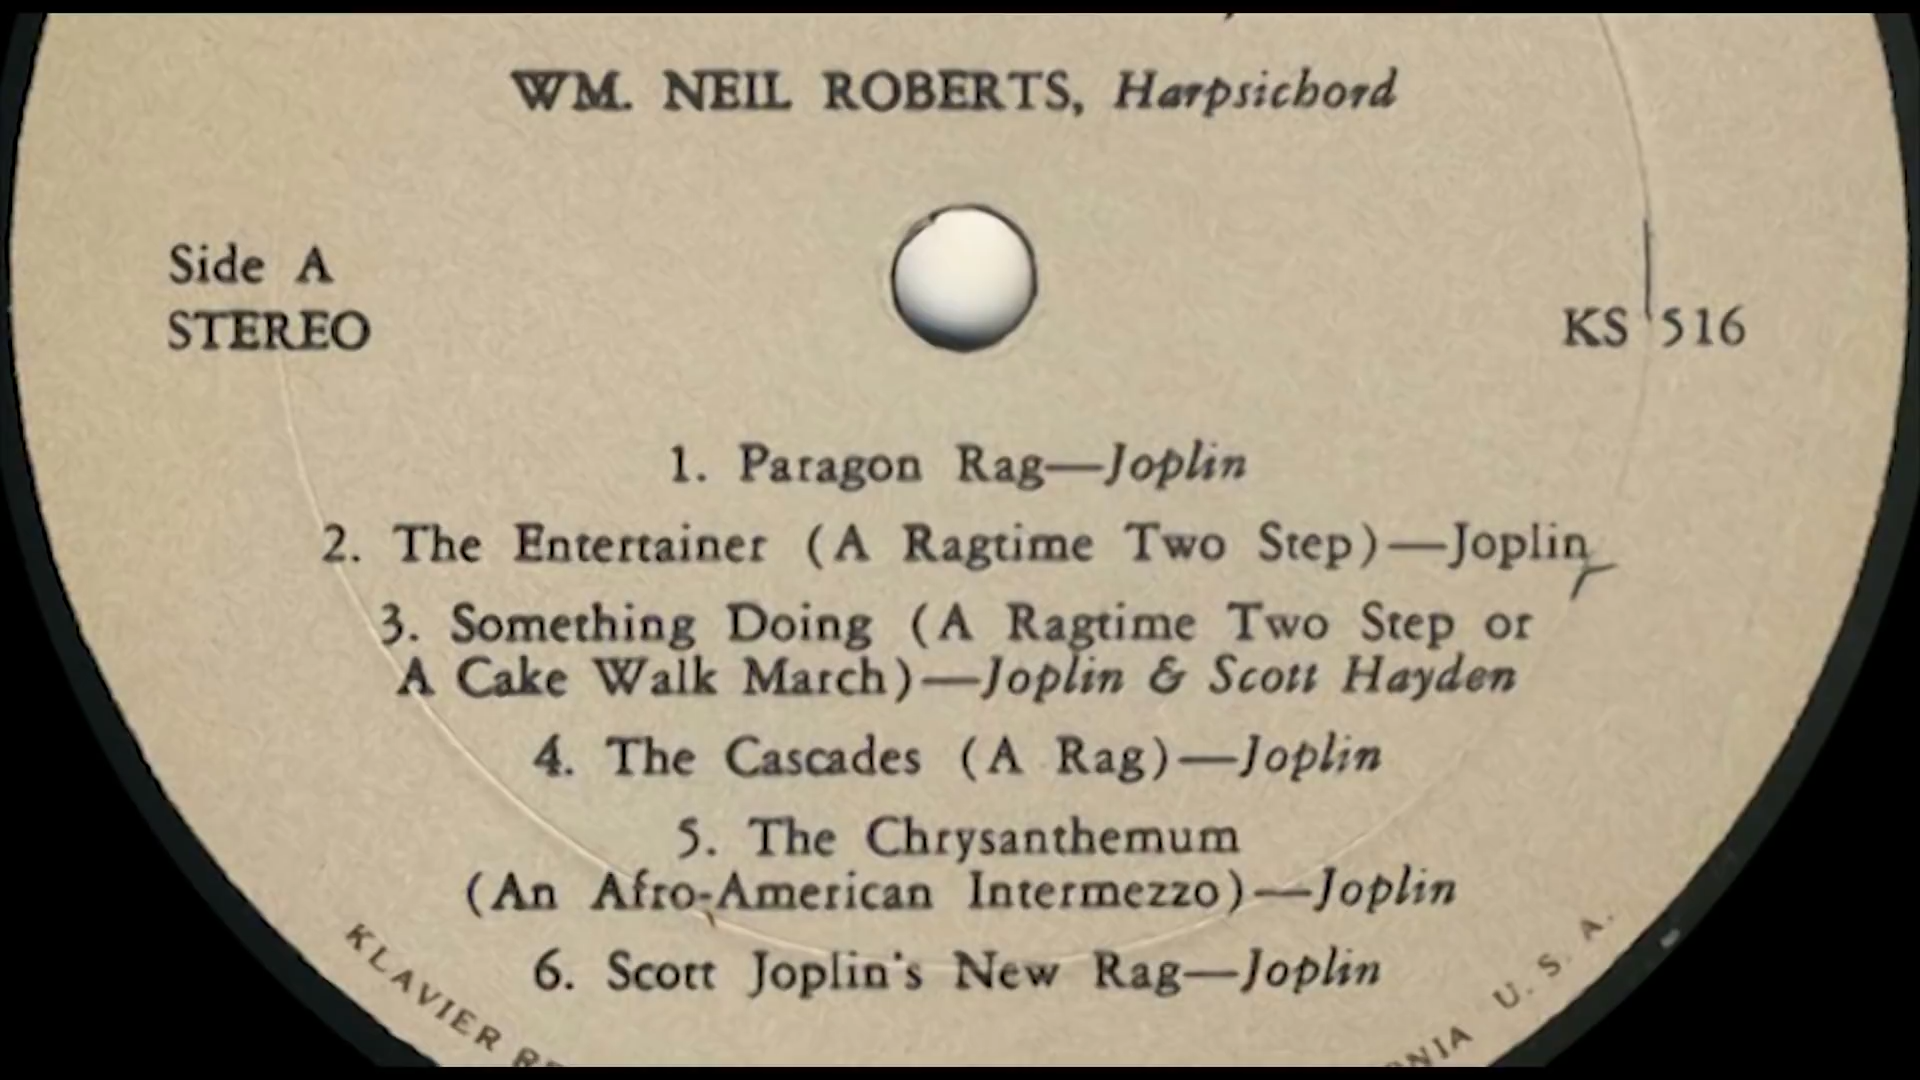 WM. NEIL ROBERTS, Harpsichord
Side A
STEREO
KS 516
1. Paragon Rag—Joplin
2. The Entertainer (A Ragtime Two Step)—Joplin
3. Something Doing (A Ragtime Two Step or
A Cake Walk March)—Joplin & Scott Hayden
4. The Cascades (A Rag)—Joplin
5. The Chrysanthemum
(An Afro-American Intermezzo)—Joplin
6. Scott Joplin's New Rag—Joplin
KLAVIER
U. S. A.